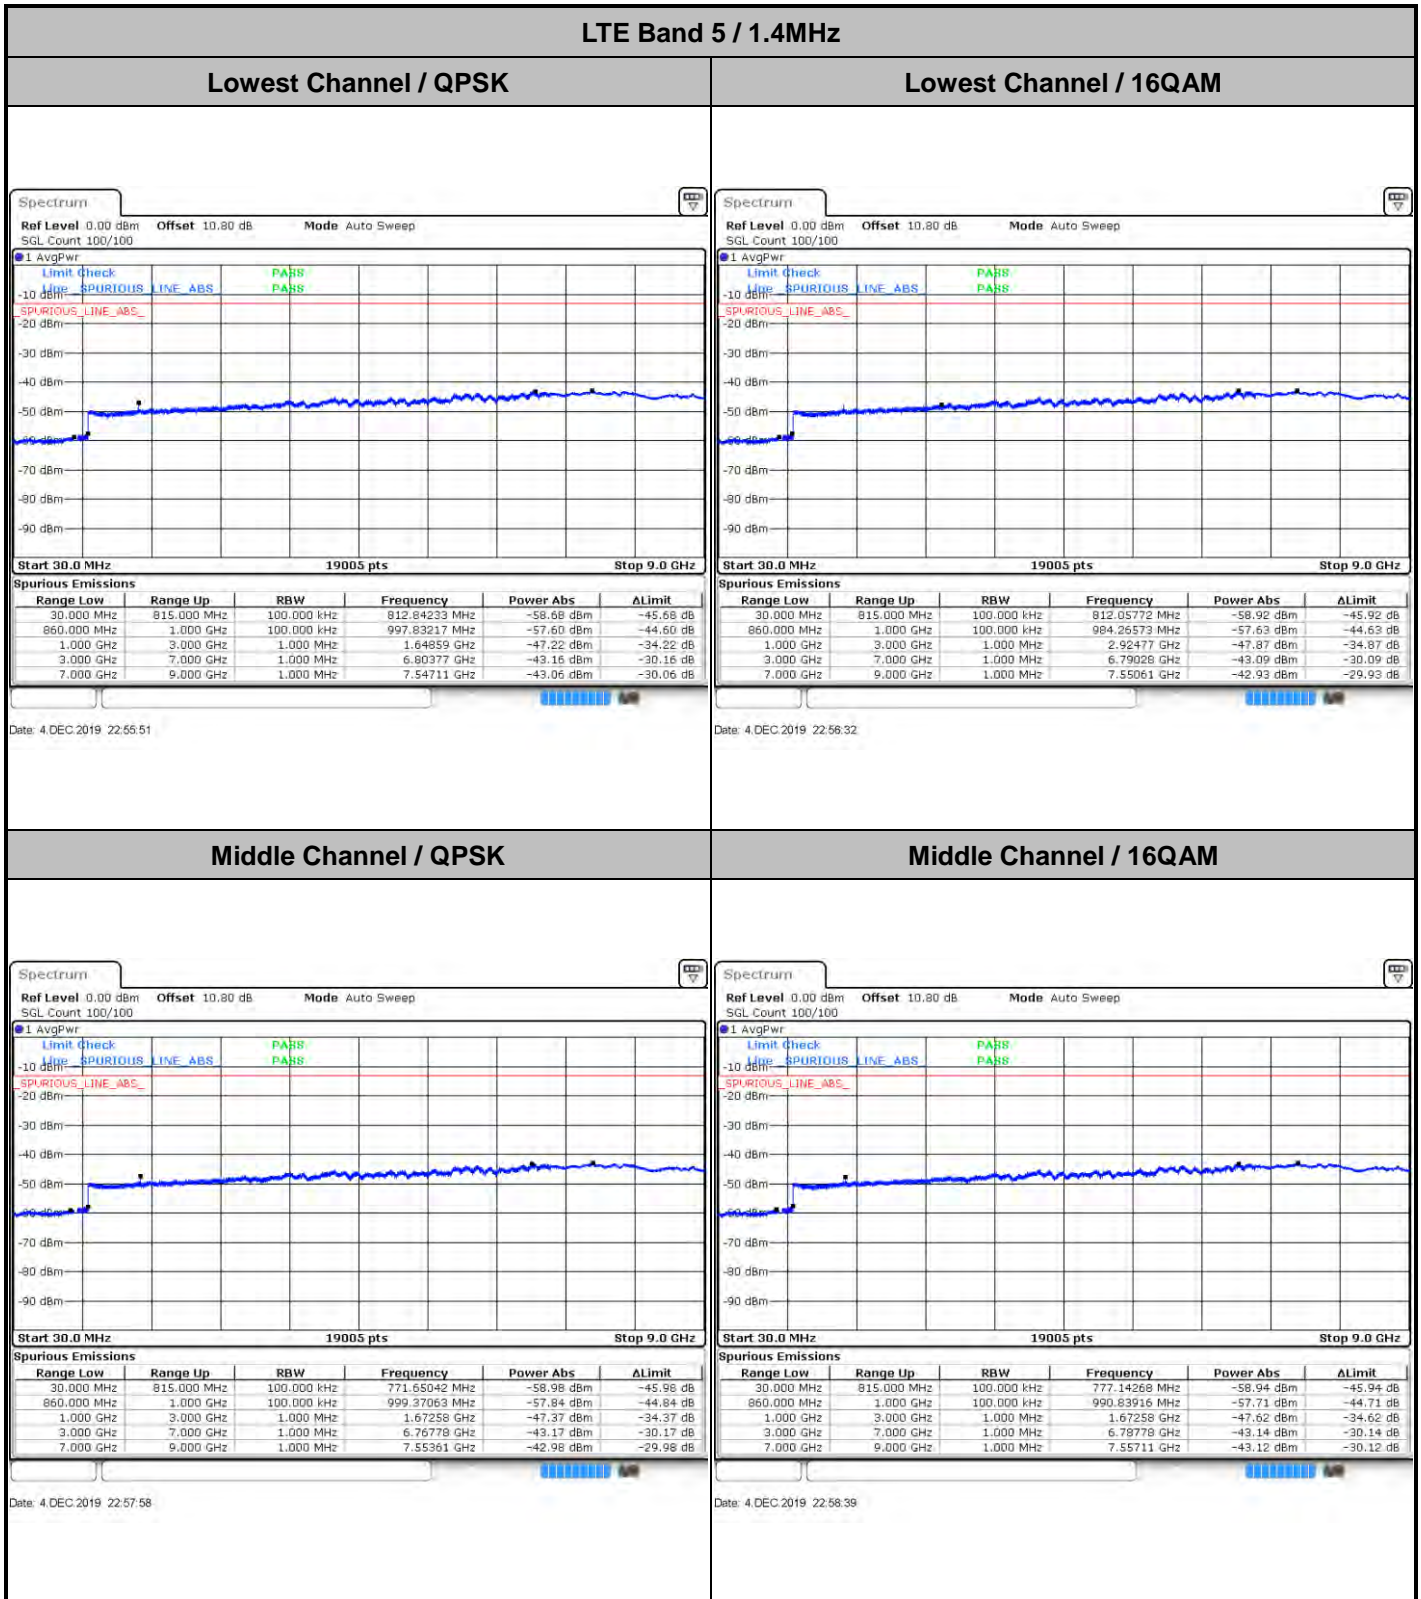 LTE Band 5 / 1.4MHz
Lowest Channel / QPSK
Lowest Channel / 16QAM
Spectrum
Ref Level 0.00 dBm Offset 10.80 dB Mode Auto Sweep
SGL Count 100/100
1 AvgPwr
Limit Check PASS
Line _SPURIOUS_LINE_ABS_ PASS
-10 dBm
_SPURIOUS_LINE_ABS_
-20 dBm
-30 dBm
-40 dBm
-50 dBm
-60 dBm
-70 dBm
-80 dBm
-90 dBm
Start 30.0 MHz 19005 pts Stop 9.0 GHz
Spurious Emissions
Range Low Range Up RBW Frequency Power Abs ΔLimit
30.000 MHz 815.000 MHz 100.000 kHz 812.84233 MHz -58.68 dBm -45.68 dB
860.000 MHz 1.000 GHz 100.000 kHz 997.83217 MHz -57.60 dBm -44.60 dB
1.000 GHz 3.000 GHz 1.000 MHz 1.64859 GHz -47.22 dBm -34.22 dB
3.000 GHz 7.000 GHz 1.000 MHz 6.80377 GHz -43.16 dBm -30.16 dB
7.000 GHz 9.000 GHz 1.000 MHz 7.54711 GHz -43.06 dBm -30.06 dB
Date: 4.DEC.2019 22:55:51
Spectrum
Ref Level 0.00 dBm Offset 10.80 dB Mode Auto Sweep
SGL Count 100/100
1 AvgPwr
Limit Check PASS
Line _SPURIOUS_LINE_ABS_ PASS
-10 dBm
_SPURIOUS_LINE_ABS_
-20 dBm
-30 dBm
-40 dBm
-50 dBm
-60 dBm
-70 dBm
-80 dBm
-90 dBm
Start 30.0 MHz 19005 pts Stop 9.0 GHz
Spurious Emissions
Range Low Range Up RBW Frequency Power Abs ΔLimit
30.000 MHz 815.000 MHz 100.000 kHz 812.05772 MHz -58.92 dBm -45.92 dB
860.000 MHz 1.000 GHz 100.000 kHz 984.26573 MHz -57.63 dBm -44.63 dB
1.000 GHz 3.000 GHz 1.000 MHz 2.92477 GHz -47.87 dBm -34.87 dB
3.000 GHz 7.000 GHz 1.000 MHz 6.79028 GHz -43.09 dBm -30.09 dB
7.000 GHz 9.000 GHz 1.000 MHz 7.55061 GHz -42.93 dBm -29.93 dB
Date: 4.DEC.2019 22:56:32
Middle Channel / QPSK
Middle Channel / 16QAM
Spectrum
Ref Level 0.00 dBm Offset 10.80 dB Mode Auto Sweep
SGL Count 100/100
1 AvgPwr
Limit Check PASS
Line _SPURIOUS_LINE_ABS_ PASS
-10 dBm
_SPURIOUS_LINE_ABS_
-20 dBm
-30 dBm
-40 dBm
-50 dBm
-60 dBm
-70 dBm
-80 dBm
-90 dBm
Start 30.0 MHz 19005 pts Stop 9.0 GHz
Spurious Emissions
Range Low Range Up RBW Frequency Power Abs ΔLimit
30.000 MHz 815.000 MHz 100.000 kHz 771.65042 MHz -58.98 dBm -45.98 dB
860.000 MHz 1.000 GHz 100.000 kHz 999.37063 MHz -57.84 dBm -44.84 dB
1.000 GHz 3.000 GHz 1.000 MHz 1.67258 GHz -47.37 dBm -34.37 dB
3.000 GHz 7.000 GHz 1.000 MHz 6.76778 GHz -43.17 dBm -30.17 dB
7.000 GHz 9.000 GHz 1.000 MHz 7.55361 GHz -42.98 dBm -29.98 dB
Date: 4.DEC.2019 22:57:58
Spectrum
Ref Level 0.00 dBm Offset 10.80 dB Mode Auto Sweep
SGL Count 100/100
1 AvgPwr
Limit Check PASS
Line _SPURIOUS_LINE_ABS_ PASS
-10 dBm
_SPURIOUS_LINE_ABS_
-20 dBm
-30 dBm
-40 dBm
-50 dBm
-60 dBm
-70 dBm
-80 dBm
-90 dBm
Start 30.0 MHz 19005 pts Stop 9.0 GHz
Spurious Emissions
Range Low Range Up RBW Frequency Power Abs ΔLimit
30.000 MHz 815.000 MHz 100.000 kHz 777.14268 MHz -58.94 dBm -45.94 dB
860.000 MHz 1.000 GHz 100.000 kHz 990.83916 MHz -57.71 dBm -44.71 dB
1.000 GHz 3.000 GHz 1.000 MHz 1.67258 GHz -47.62 dBm -34.62 dB
3.000 GHz 7.000 GHz 1.000 MHz 6.78778 GHz -43.14 dBm -30.14 dB
7.000 GHz 9.000 GHz 1.000 MHz 7.55711 GHz -43.12 dBm -30.12 dB
Date: 4.DEC.2019 22:58:39